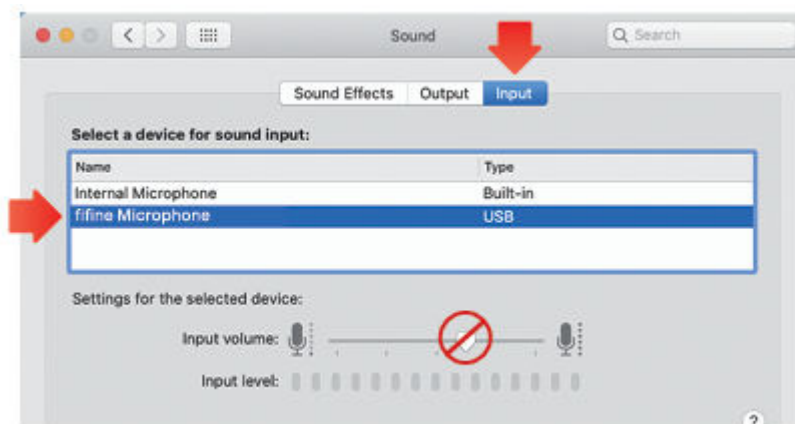 Sound
Search
Sound Effects Output Input
Select a device for sound input:
Name Type
Internal Microphone Built-in
fifine Microphone USB
Settings for the selected device:
Input volume:
Input level:
?